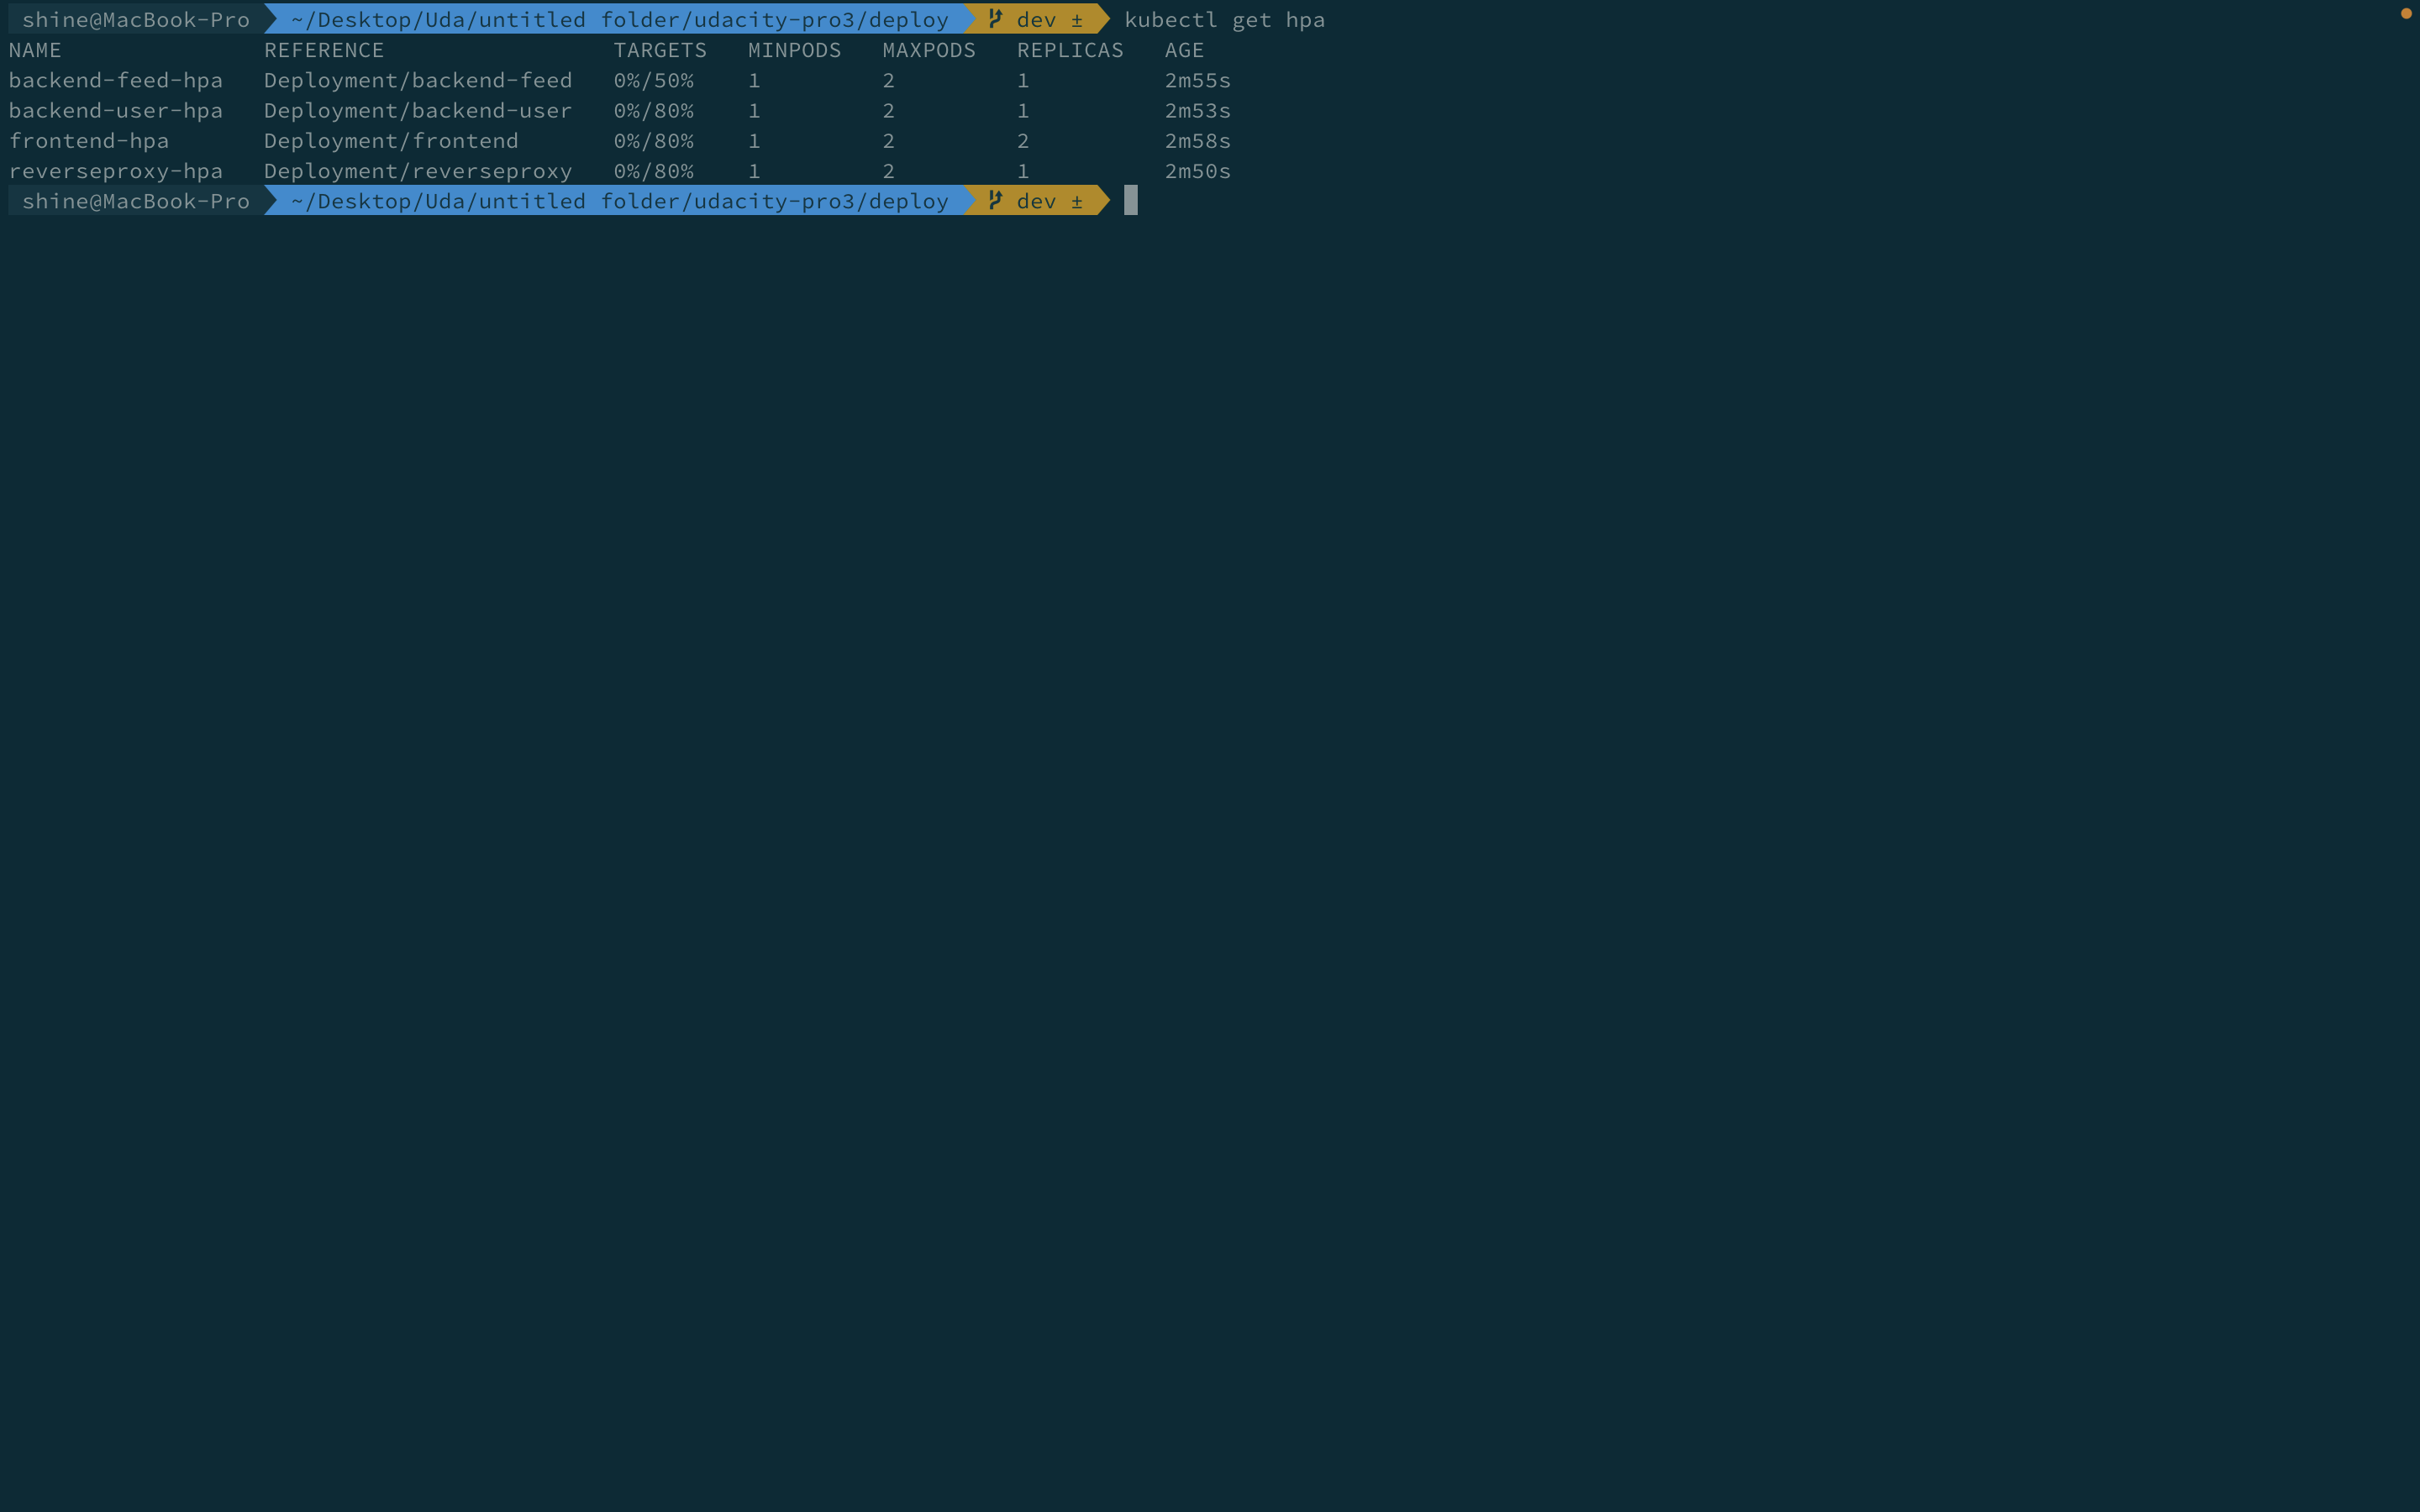 shine@MacBook-Pro ~/Desktop/Uda/untitled folder/udacity-pro3/deploy dev ± kubectl get hpa
NAME REFERENCE TARGETS MINPODS MAXPODS REPLICAS AGE
backend-feed-hpa Deployment/backend-feed 0%/50% 1 2 1 2m55s
backend-user-hpa Deployment/backend-user 0%/80% 1 2 1 2m53s
frontend-hpa Deployment/frontend 0%/80% 1 2 2 2m58s
reverseproxy-hpa Deployment/reverseproxy 0%/80% 1 2 1 2m50s
shine@MacBook-Pro ~/Desktop/Uda/untitled folder/udacity-pro3/deploy dev ±